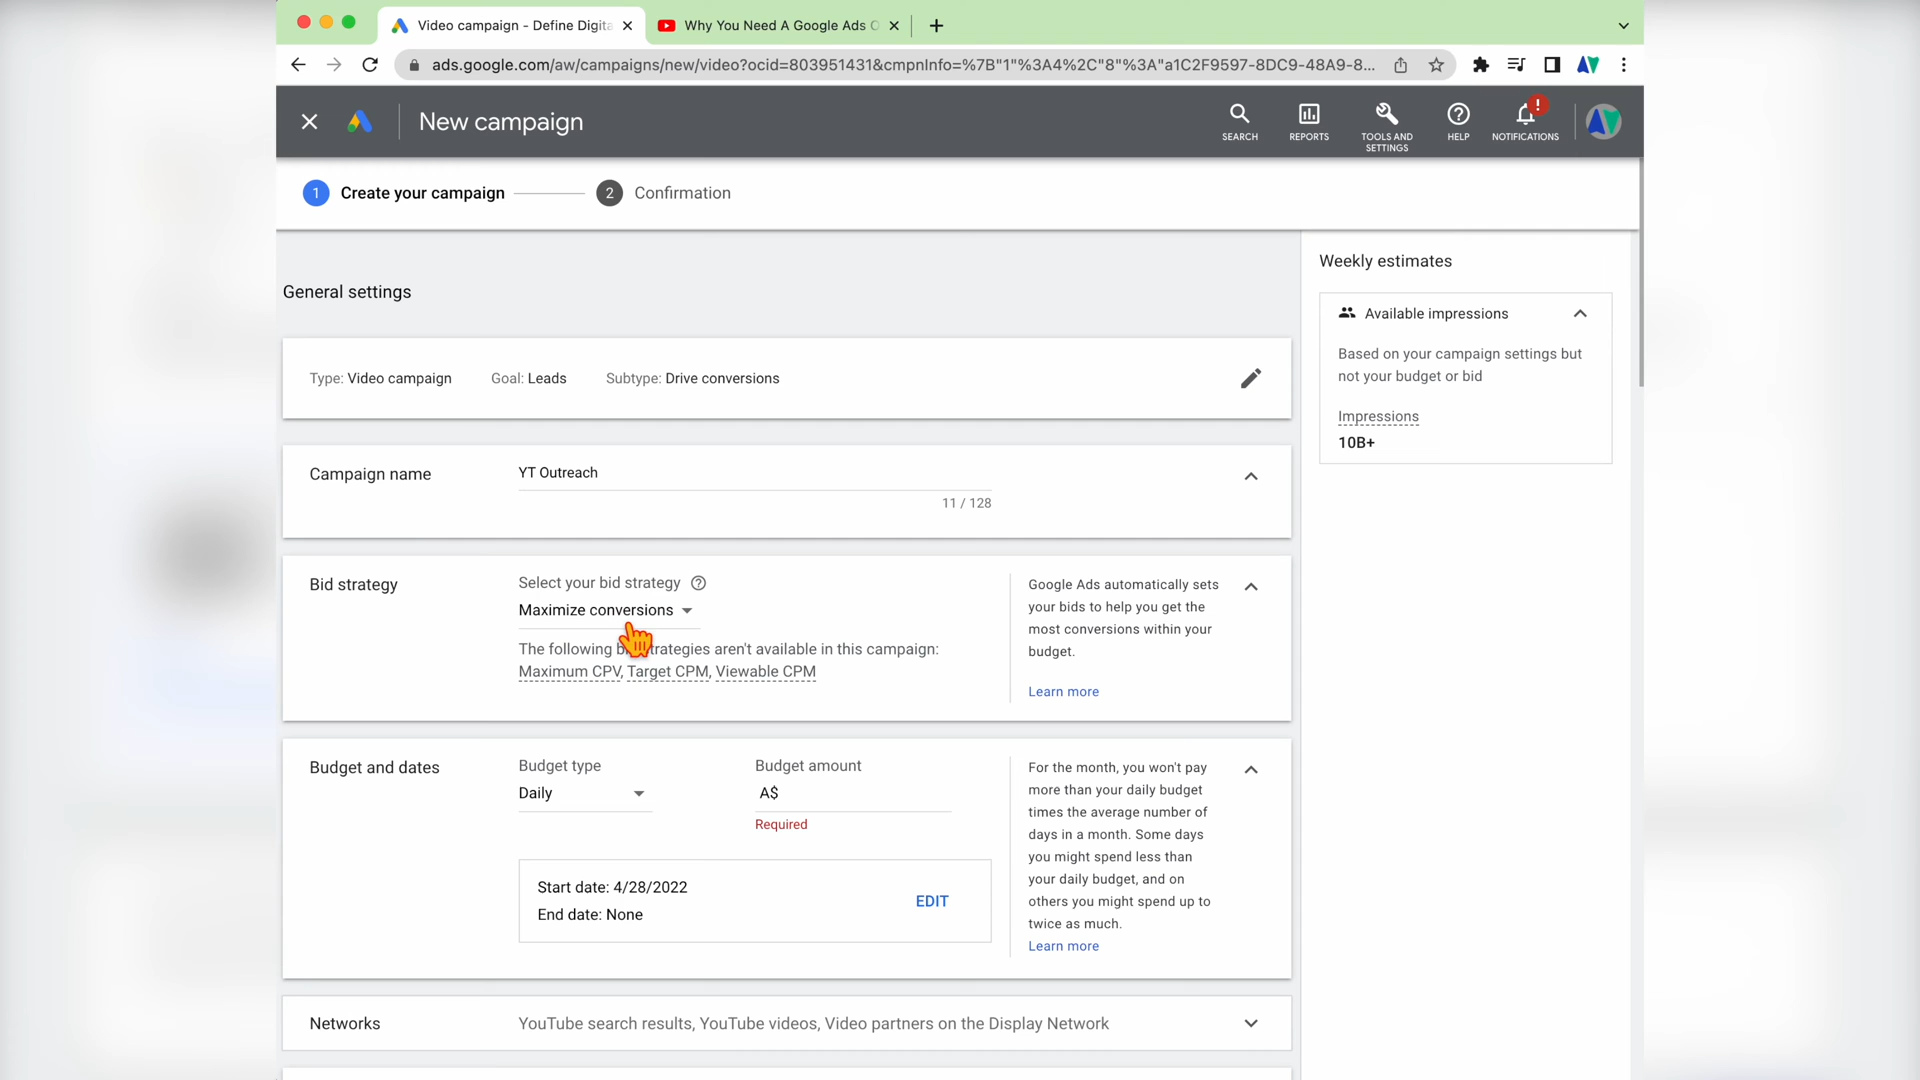 Video campaign - Define Digita
Why You Need A Google Ads
ads.google.com/aw/campaigns/new/video?ocid=803951431&cmpnInfo=%7B"1"%3A4%2C"8"%3A"a1C2F9597-8DC9-48A9-8...
New campaign
SEARCH
REPORTS
TOOLS AND SETTINGS
HELP
!
NOTIFICATIONS
1 Create your campaign
2 Confirmation
General settings
Type: Video campaign
Goal: Leads
Subtype: Drive conversions
Campaign name
YT Outreach
11 / 128
Bid strategy
Select your bid strategy
Maximize conversions
The following b trategies aren't available in this campaign:
Maximum CPV, Target CPM, Viewable CPM
Google Ads automatically sets
your bids to help you get the
most conversions within your
budget.
Learn more
Budget and dates
Budget type
Daily
Budget amount
A$
Required
Start date: 4/28/2022
End date: None
EDIT
For the month, you won't pay
more than your daily budget
times the average number of
days in a month. Some days
you might spend less than
your daily budget, and on
others you might spend up to
twice as much.
Learn more
Networks
YouTube search results, YouTube videos, Video partners on the Display Network
Weekly estimates
Available impressions
Based on your campaign settings but
not your budget or bid
Impressions
10B+